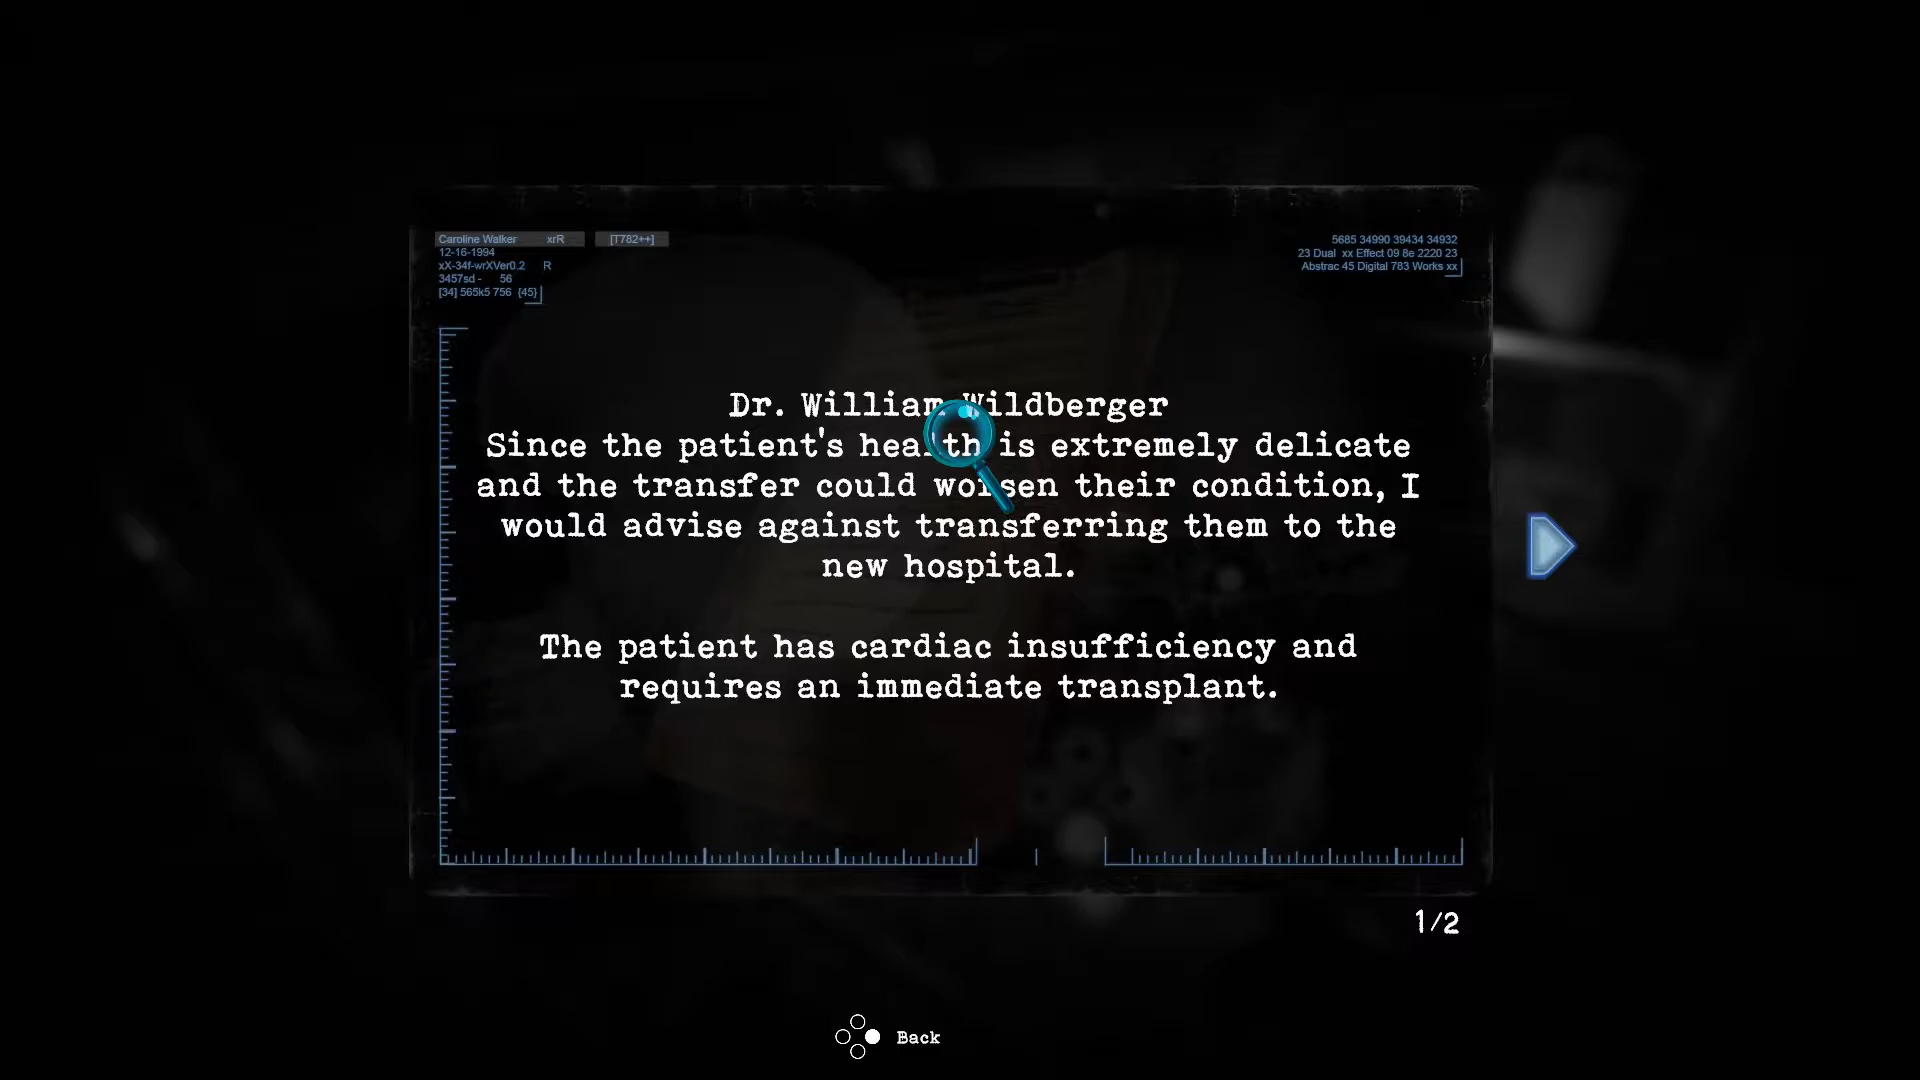 Caroline Walker xrR [T782++]
12-16-1994
xX-34f-wrXVer0.2 R
3457sd - 56
[34] 565k5 756 {45}
5685 34990 39434 34932
23 Dual xx Effect 09 8e 2220 23
Abstrac 45 Digital 783 Works xx
Dr. William Wildberger
Since the patient's health is extremely delicate
and the transfer could worsen their condition, I
would advise against transferring them to the
new hospital.
The patient has cardiac insufficiency and
requires an immediate transplant.
1/2
Back